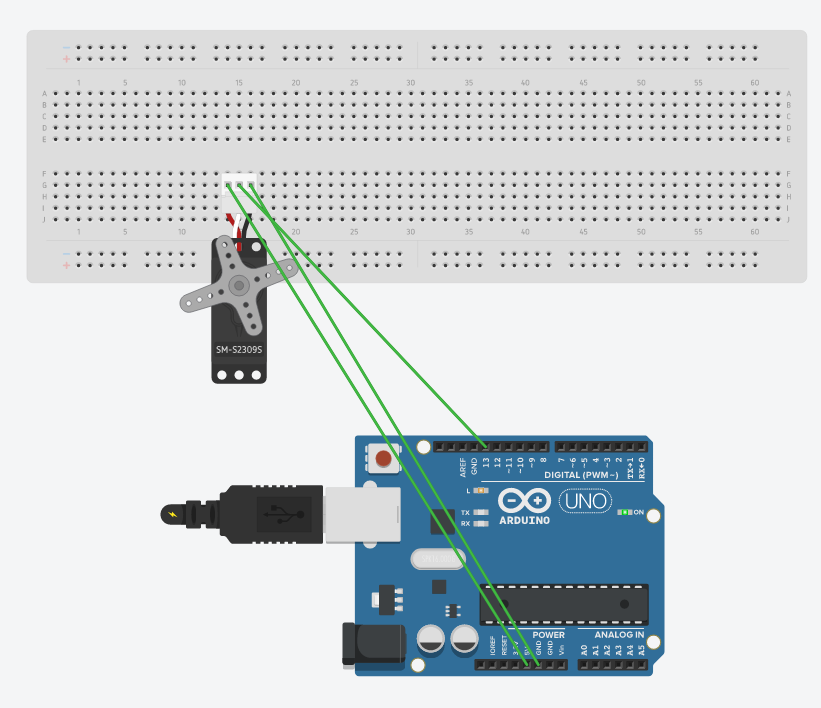 − −
+ +
1 5 10 15 20 25 30 35 40 45 50 55 60
A A
B B
C C
D D
E E
F F
G G
H H
I I
J J
1 5 10 15 20 25 30 35 40 45 50 55 60
− −
+ +
SM-S2309S
AREF
GND
13
12
~11
~10
~9
8
7
~6
~5
4
~3
2
TX→1
RX←0
DIGITAL (PWM~)
L
TX
RX
ARDUINO
UNO
ON
POWER
ANALOG IN
IOREF
RESET
3.3V
5V
GND
GND
Vin
A0
A1
A2
A3
A4
A5